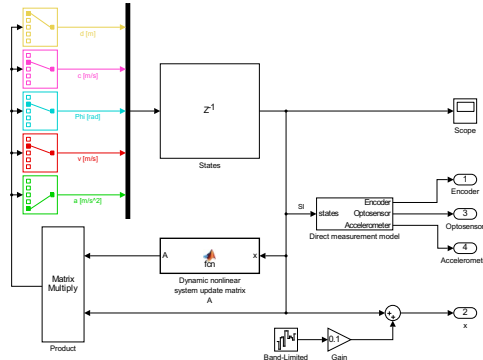 d [m]
c [m/s]
Phi [rad]
v [m/s]
a [m/s^2]
Z-1
States
Scope
SI
states
Encoder
Optosensor
Accelerometer
Direct measurement model
1
Encoder
3
Optosensor
4
Acceleromet
Matrix
Multiply
Product
A
fcn
x
Dynamic nonlinear
system update matrix
A
+
+
2
x
Band-Limited
0.1
Gain